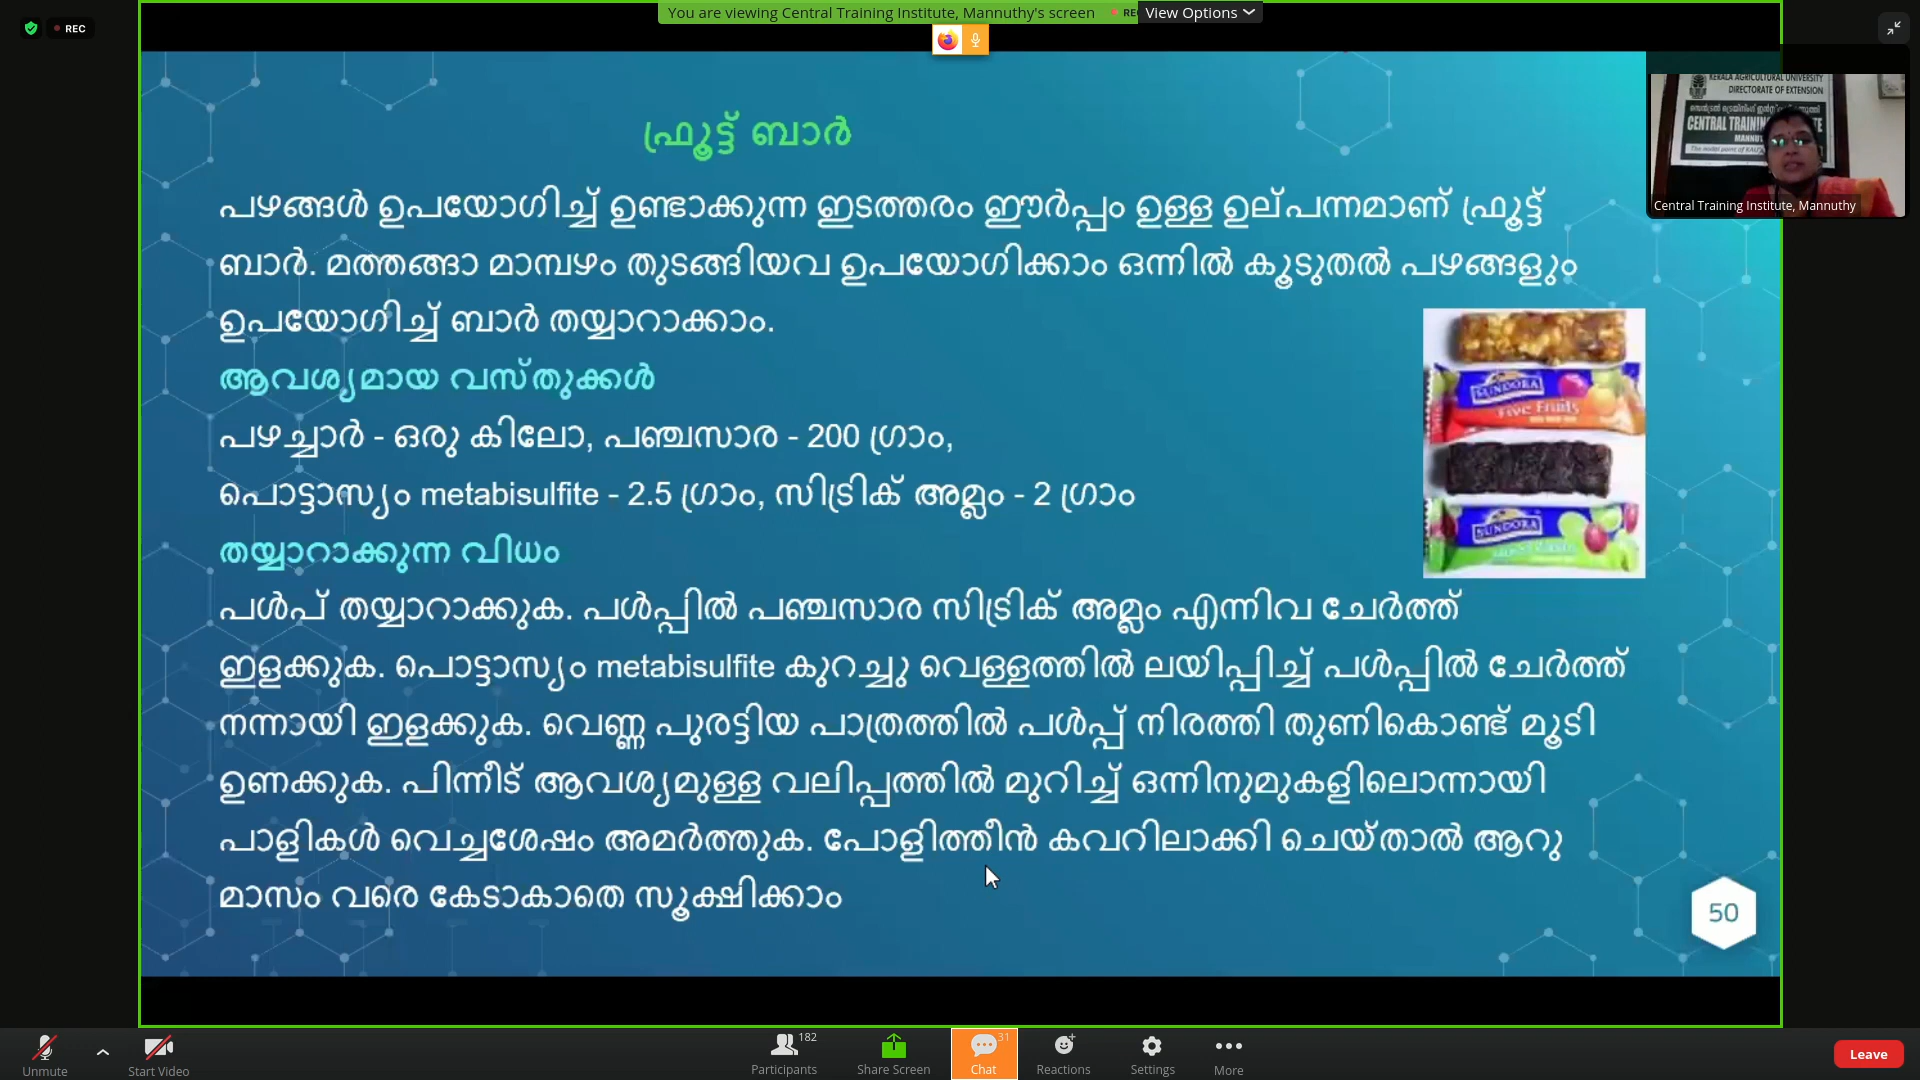 You are viewing Central Training Institute, Mannuthy's screen
REC
View Options
REC
KERALA AGRICULTURAL UNIVERSITY
DIRECTORATE OF EXTENSION
Central Training Institute, Mannuthy
ഫ്രൂട്ട് ബാർ
പഴങ്ങൾ ഉപയോഗിച്ച് ഉണ്ടാക്കുന്ന ഇടത്തരം ഈർപ്പം ഉള്ള ഉല്പന്നമാണ് ഫ്രൂട്ട്
ബാർ. മത്തങ്ങാ മാമ്പഴം തുടങ്ങിയവ ഉപയോഗിക്കാം ഒന്നിൽ കൂടുതൽ പഴങ്ങളും
ഉപയോഗിച്ച് ബാർ തയ്യാറാക്കാം.
ആവശ്യമായ വസ്തുക്കൾ
പഴച്ചാർ - ഒരു കിലോ, പഞ്ചസാര - 200 ഗ്രാം,
പൊട്ടാസ്യം metabisulfite - 2.5 ഗ്രാം, സിട്രിക് അമ്ലം - 2 ഗ്രാം
തയ്യാറാക്കുന്ന വിധം
പൾപ് തയ്യാറാക്കുക. പൾപ്പിൽ പഞ്ചസാര സിട്രിക് അമ്ലം എന്നിവ ചേർത്ത്
ഇളക്കുക. പൊട്ടാസ്യം metabisulfite കുറച്ചു വെള്ളത്തിൽ ലയിപ്പിച്ച് പൾപ്പിൽ ചേർത്ത്
നന്നായി ഇളക്കുക. വെണ്ണ പുരട്ടിയ പാത്രത്തിൽ പൾപ്പ് നിരത്തി തുണികൊണ്ട് മൂടി
ഉണക്കുക. പിന്നീട് ആവശ്യമുള്ള വലിപ്പത്തിൽ മുറിച്ച് ഒന്നിനുമുകളിലൊന്നായി
പാളികൾ വെച്ചശേഷം അമർത്തുക. പോളിത്തീൻ കവറിലാക്കി ചെയ്താൽ ആറു
മാസം വരെ കേടാകാതെ സൂക്ഷിക്കാം
SUNDORA
Five Fruits
SUNDORA
50
Unmute
Start Video
182
Participants
Share Screen
31
Chat
Reactions
Settings
More
Leave